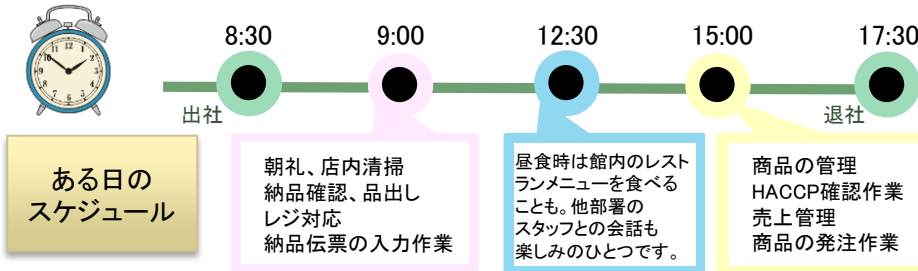 8:30
9:00
12:30
15:00
17:30
出社
退社
ある日の
スケジュール
朝礼、店内清掃
納品確認、品出し
レジ対応
納品伝票の入力作業
昼食時は館内のレスト
ランメニューを食べる
ことも。他部署の
スタッフとの会話も
楽しみのひとつです。
商品の管理
HACCP確認作業
売上管理
商品の発注作業